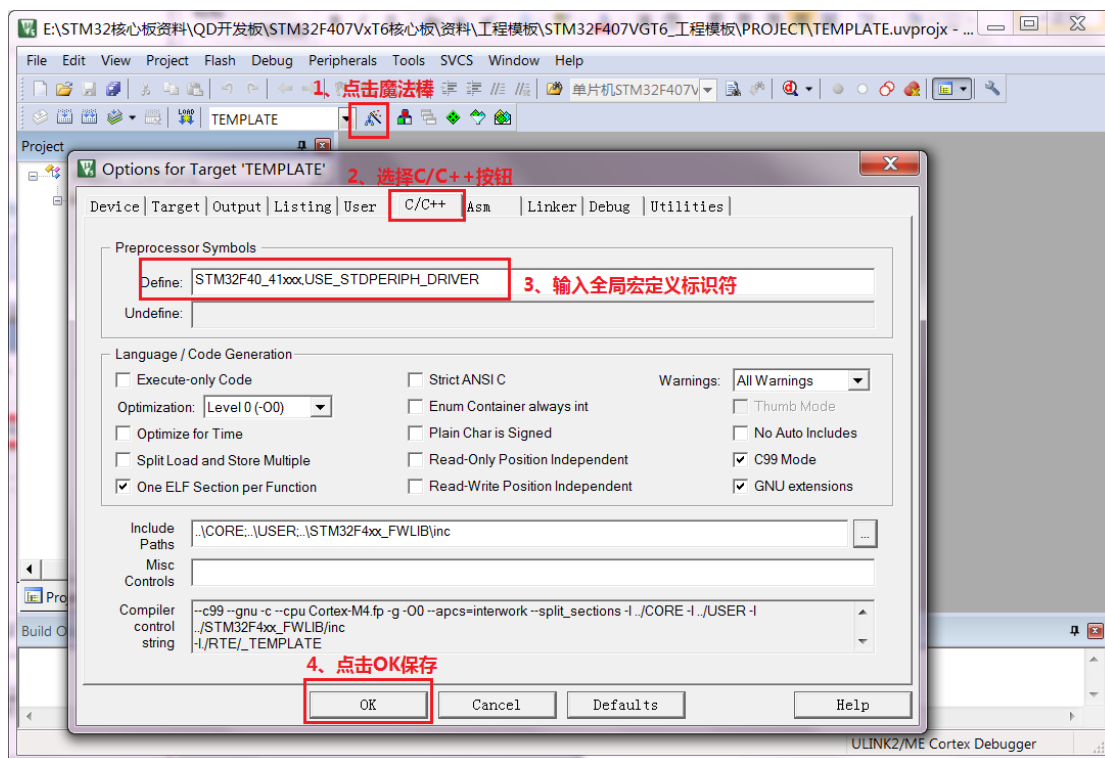 E:\STM32核心板资料\QD开发板\STM32F407VxT6核心板\资料\工程模板\STM32F407VGT6_工程模板\PROJECT\TEMPLATE.uvprojx - ...
File Edit View Project Flash Debug Peripherals Tools SVCS Window Help
1、点击魔法棒
单片机STM32F407V
LOAD
TEMPLATE
Project
Options for Target 'TEMPLATE'
2、选择C/C++按钮
Device Target Output Listing User C/C++ Asm Linker Debug Utilities
Preprocessor Symbols
Define: STM32F40_41xxx,USE_STDPERIPH_DRIVER
3、输入全局宏定义标识符
Undefine:
Language / Code Generation
Execute-only Code
Strict ANSI C
Warnings: All Warnings
Optimization: Level 0 (-O0)
Enum Container always int
Thumb Mode
Optimize for Time
Plain Char is Signed
No Auto Includes
Split Load and Store Multiple
Read-Only Position Independent
C99 Mode
One ELF Section per Function
Read-Write Position Independent
GNU extensions
Include
Paths
..\CORE;..\USER;..\STM32F4xx_FWLIB\inc
...
Misc
Controls
Pro
Compiler
control
string
--c99 --gnu -c --cpu Cortex-M4.fp -g -O0 --apcs=interwork --split_sections -I ../CORE -I ../USER -I
../STM32F4xx_FWLIB/inc
-I./RTE/_TEMPLATE
Build O
4、点击OK保存
OK Cancel Defaults Help
ULINK2/ME Cortex Debugger